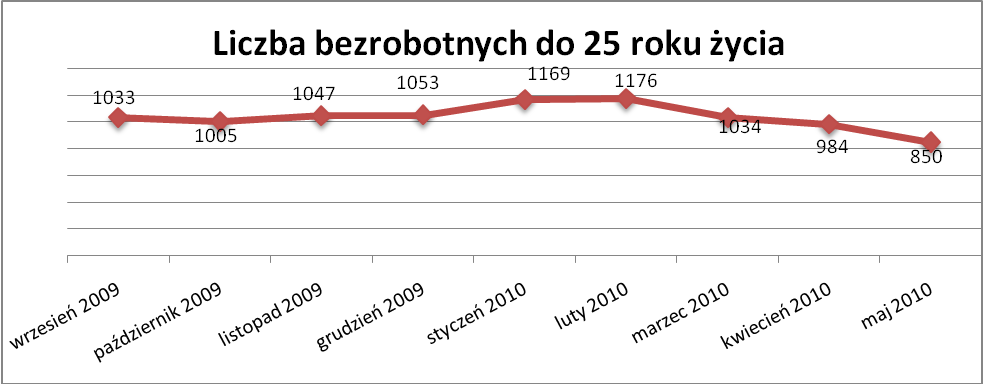 Liczba bezrobotnych do 25 roku życia
1033
1005
1047
1053
1169
1176
1034
984
850
wrzesień 2009
październik 2009
listopad 2009
grudzień 2009
styczeń 2010
luty 2010
marzec 2010
kwiecień 2010
maj 2010